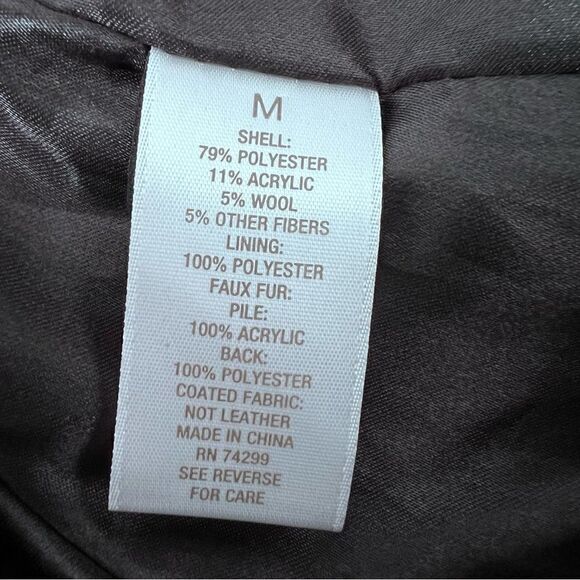 M
SHELL:
79% POLYESTER
11% ACRYLIC
5% WOOL
5% OTHER FIBERS
LINING:
100% POLYESTER
FAUX FUR:
PILE:
100% ACRYLIC
BACK:
100% POLYESTER
COATED FABRIC:
NOT LEATHER
MADE IN CHINA
RN 74299
SEE REVERSE
FOR CARE